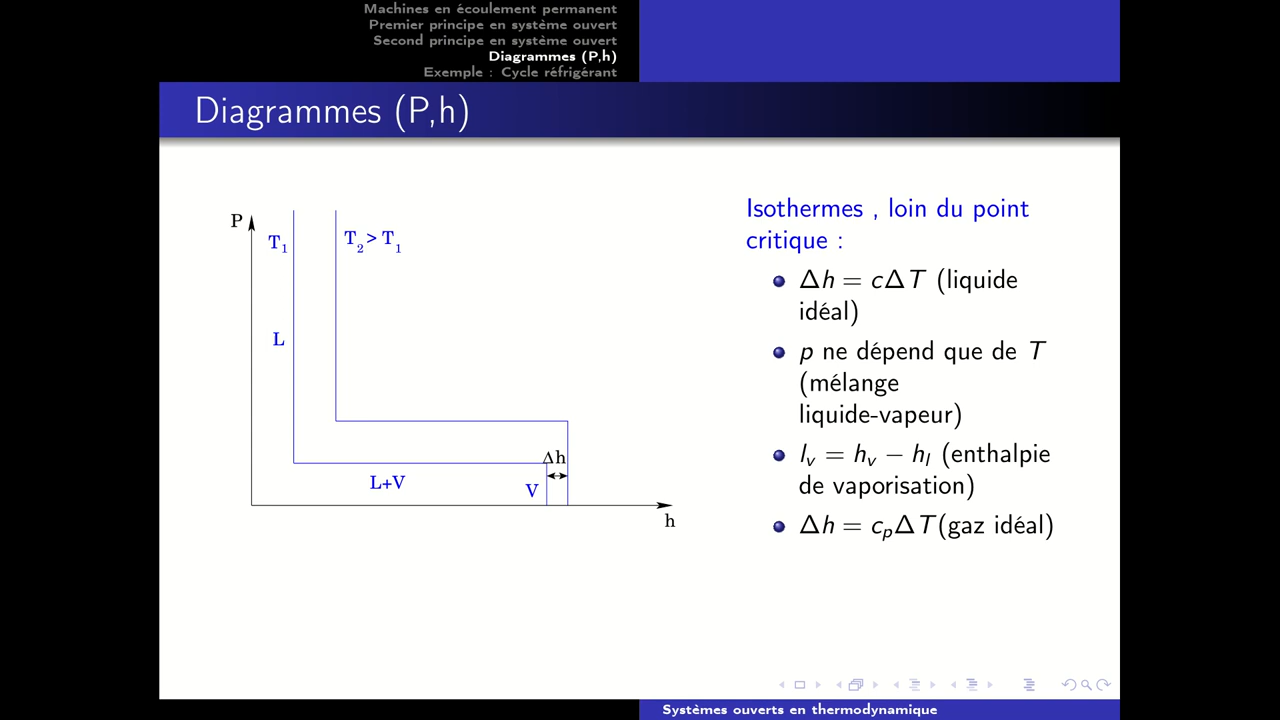 Machines en écoulement permanent
Premier principe en système ouvert
Second principe en système ouvert
Diagrammes (P,h)
Exemple : Cycle réfrigérant
Diagrammes (P,h)
P
T1
T2 > T1
L
L+V
V
Δh
h
Isothermes , loin du point
critique :
Δh = cΔT (liquide
idéal)
p ne dépend que de T
(mélange
liquide-vapeur)
lv = hv − hl (enthalpie
de vaporisation)
Δh = cpΔT(gaz idéal)
Systèmes ouverts en thermodynamique